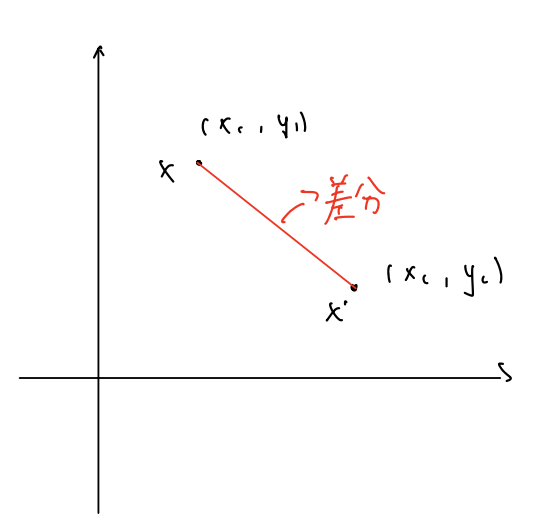 (x₁, y₁)
x
差分
(x₂, y₂)
x'